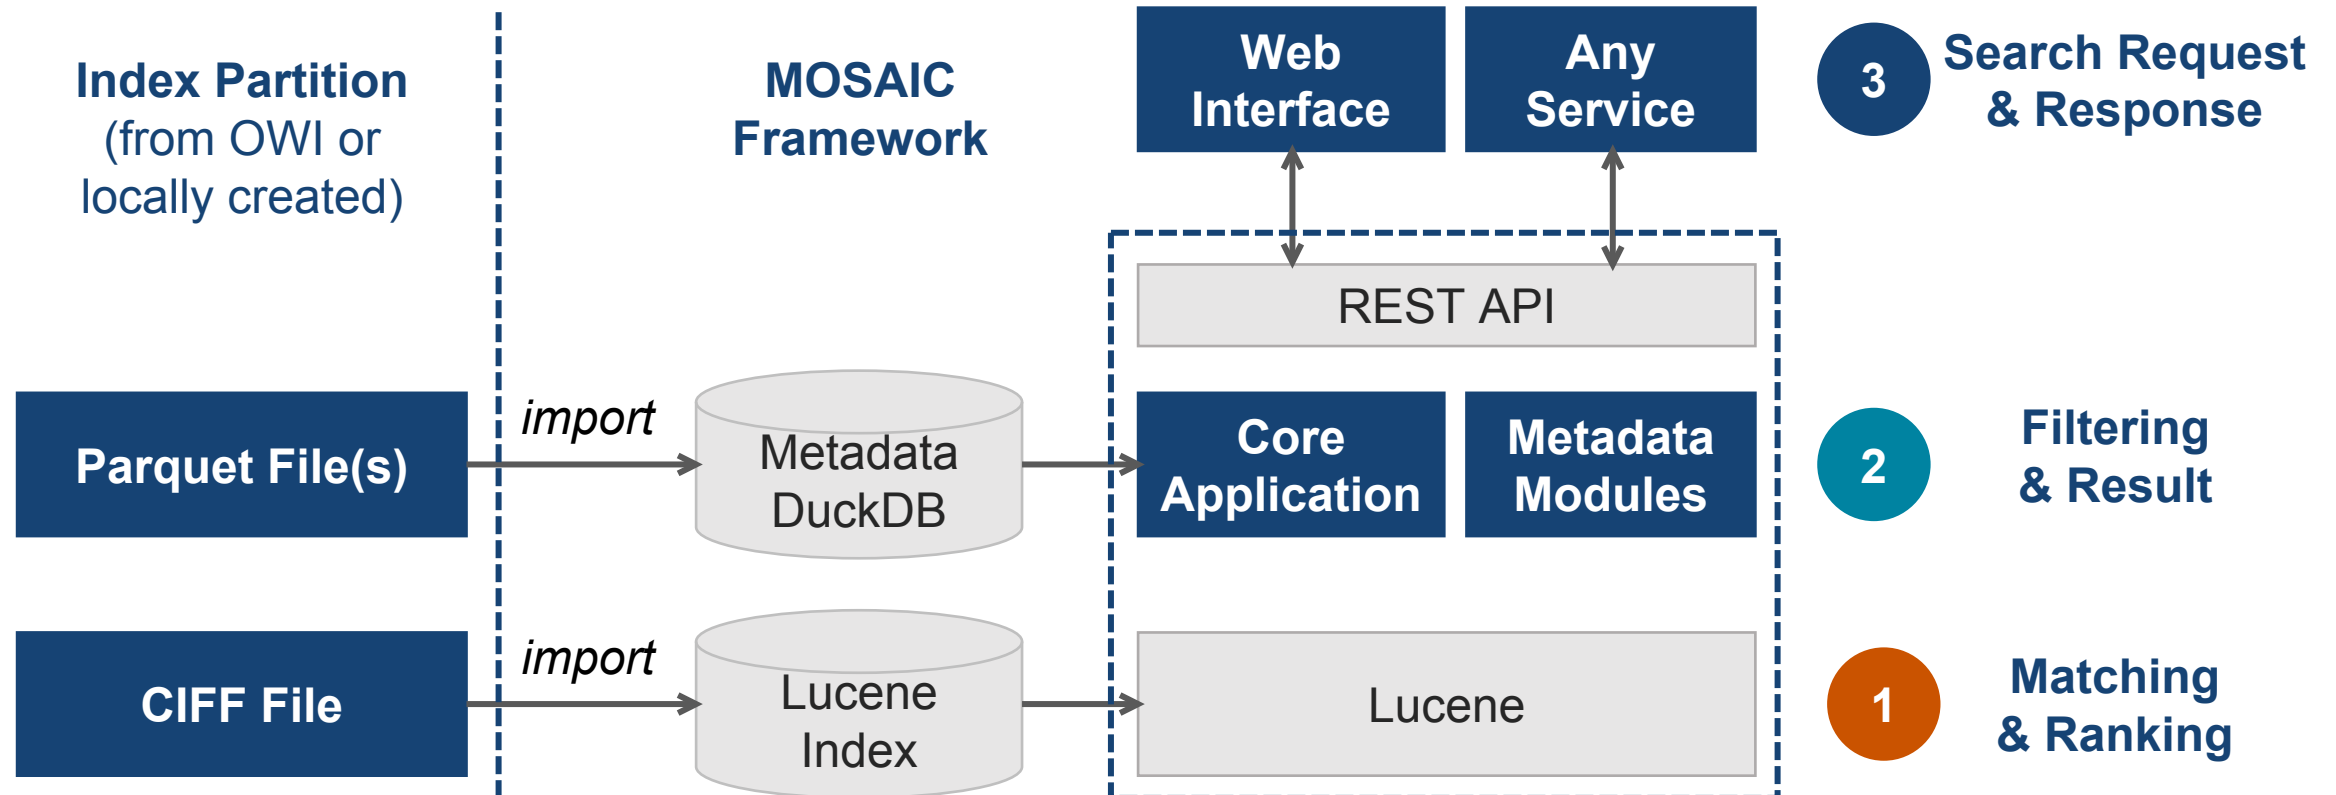 Index Partition
(from OWI or
locally created)
MOSAIC
Framework
Web
Interface
Any
Service
3
Search Request
& Response
REST API
Parquet File(s)
import
Metadata
DuckDB
Core
Application
Metadata
Modules
2
Filtering
& Result
CIFF File
import
Lucene
Index
Lucene
1
Matching
& Ranking